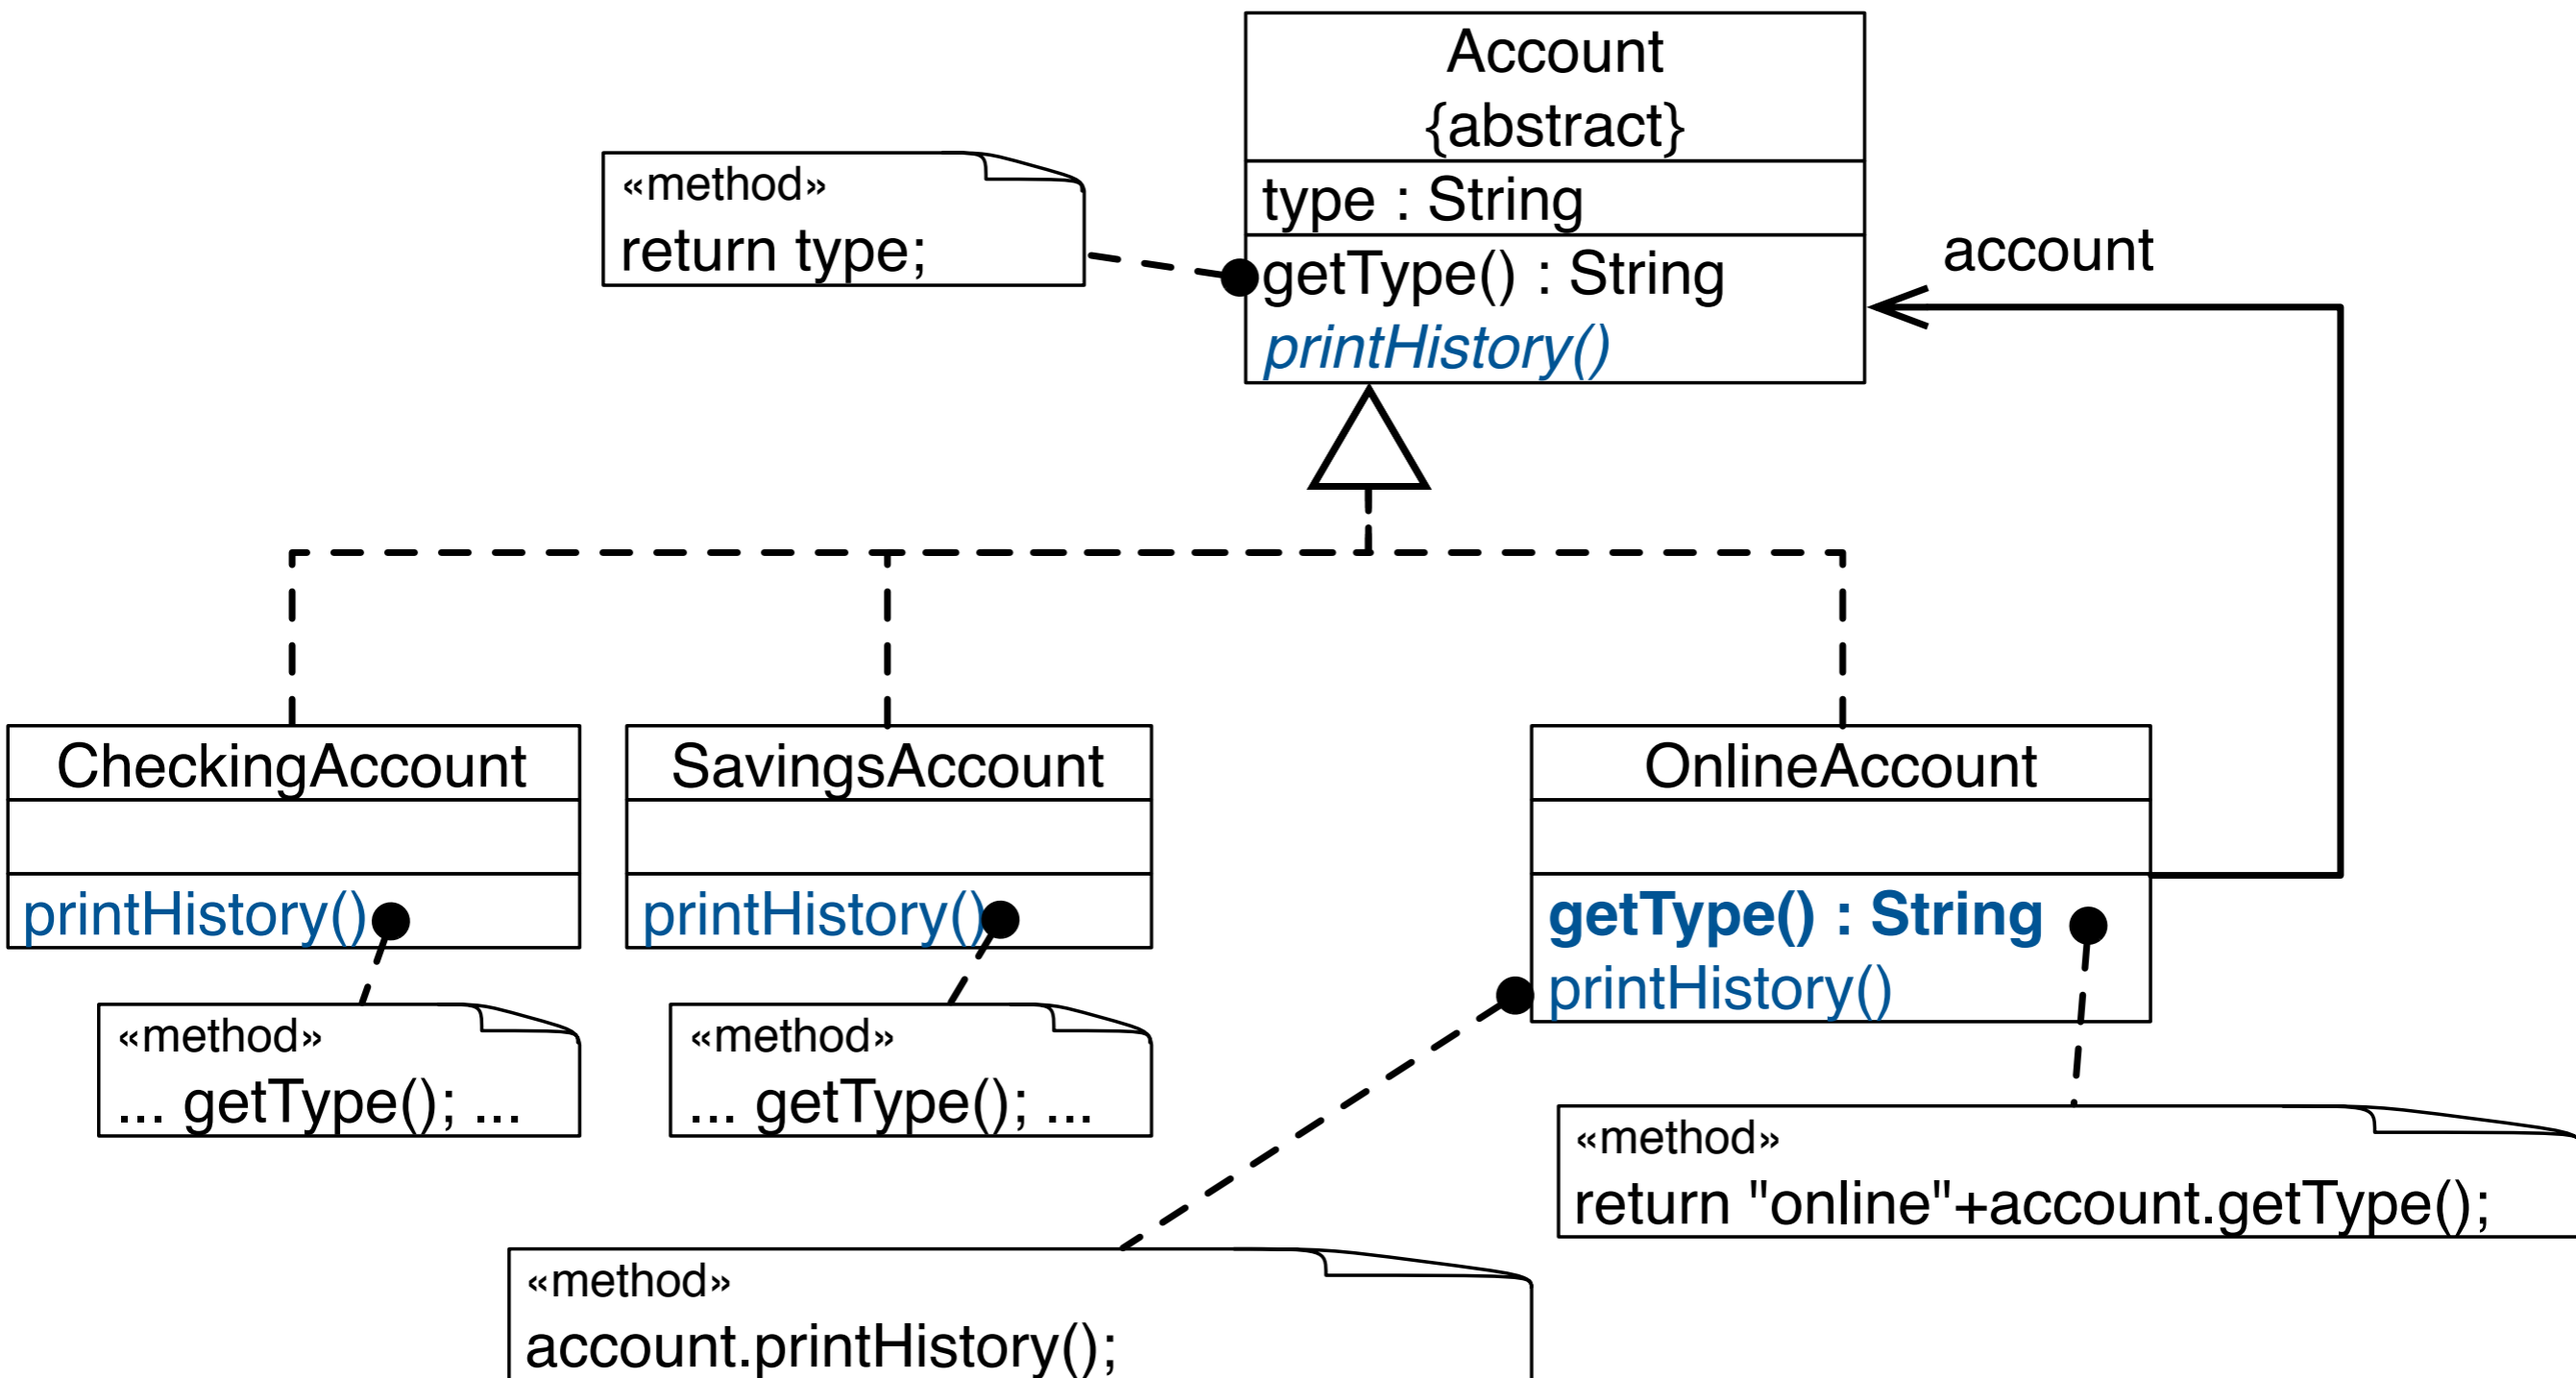 Account
{abstract}
type : String
getType() : String
printHistory()
«method»
return type;
account
CheckingAccount
printHistory()
«method»
... getType(); ...
SavingsAccount
printHistory()
«method»
... getType(); ...
OnlineAccount
getType() : String
printHistory()
«method»
return "online"+account.getType();
«method»
account.printHistory();